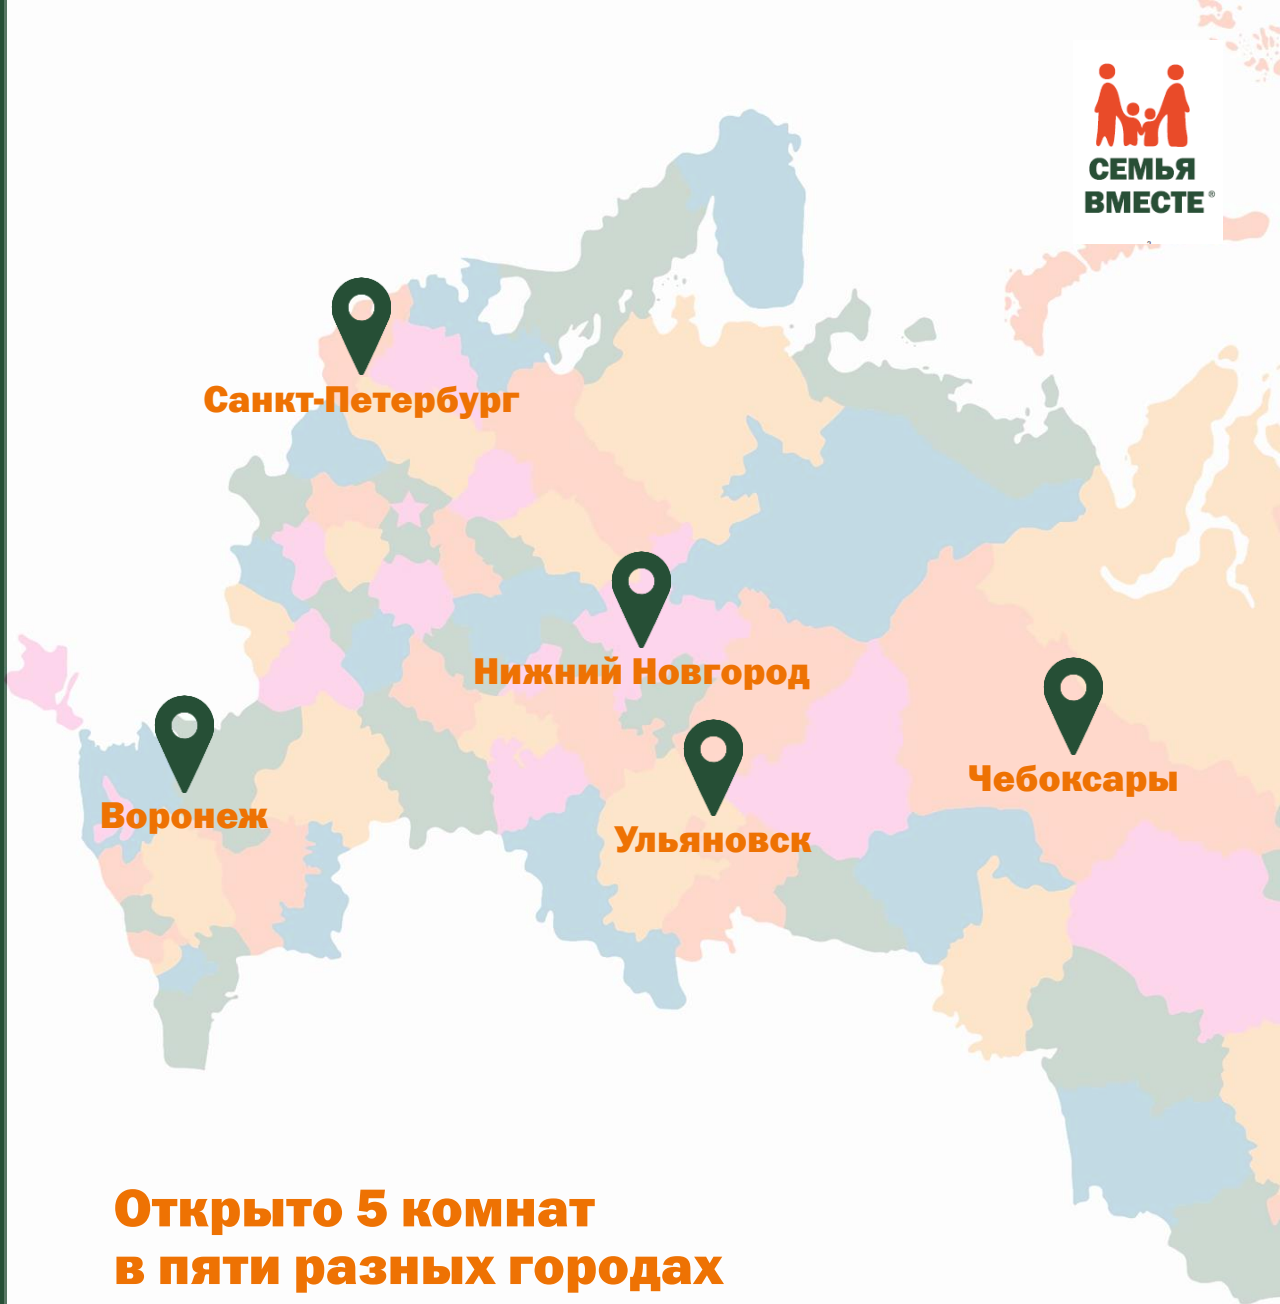 СЕМЬЯ
ВМЕСТЕ®
Санкт-Петербург
Нижний Новгород
Чебоксары
Воронеж
Ульяновск
Открыто 5 комнат
в пяти разных городах